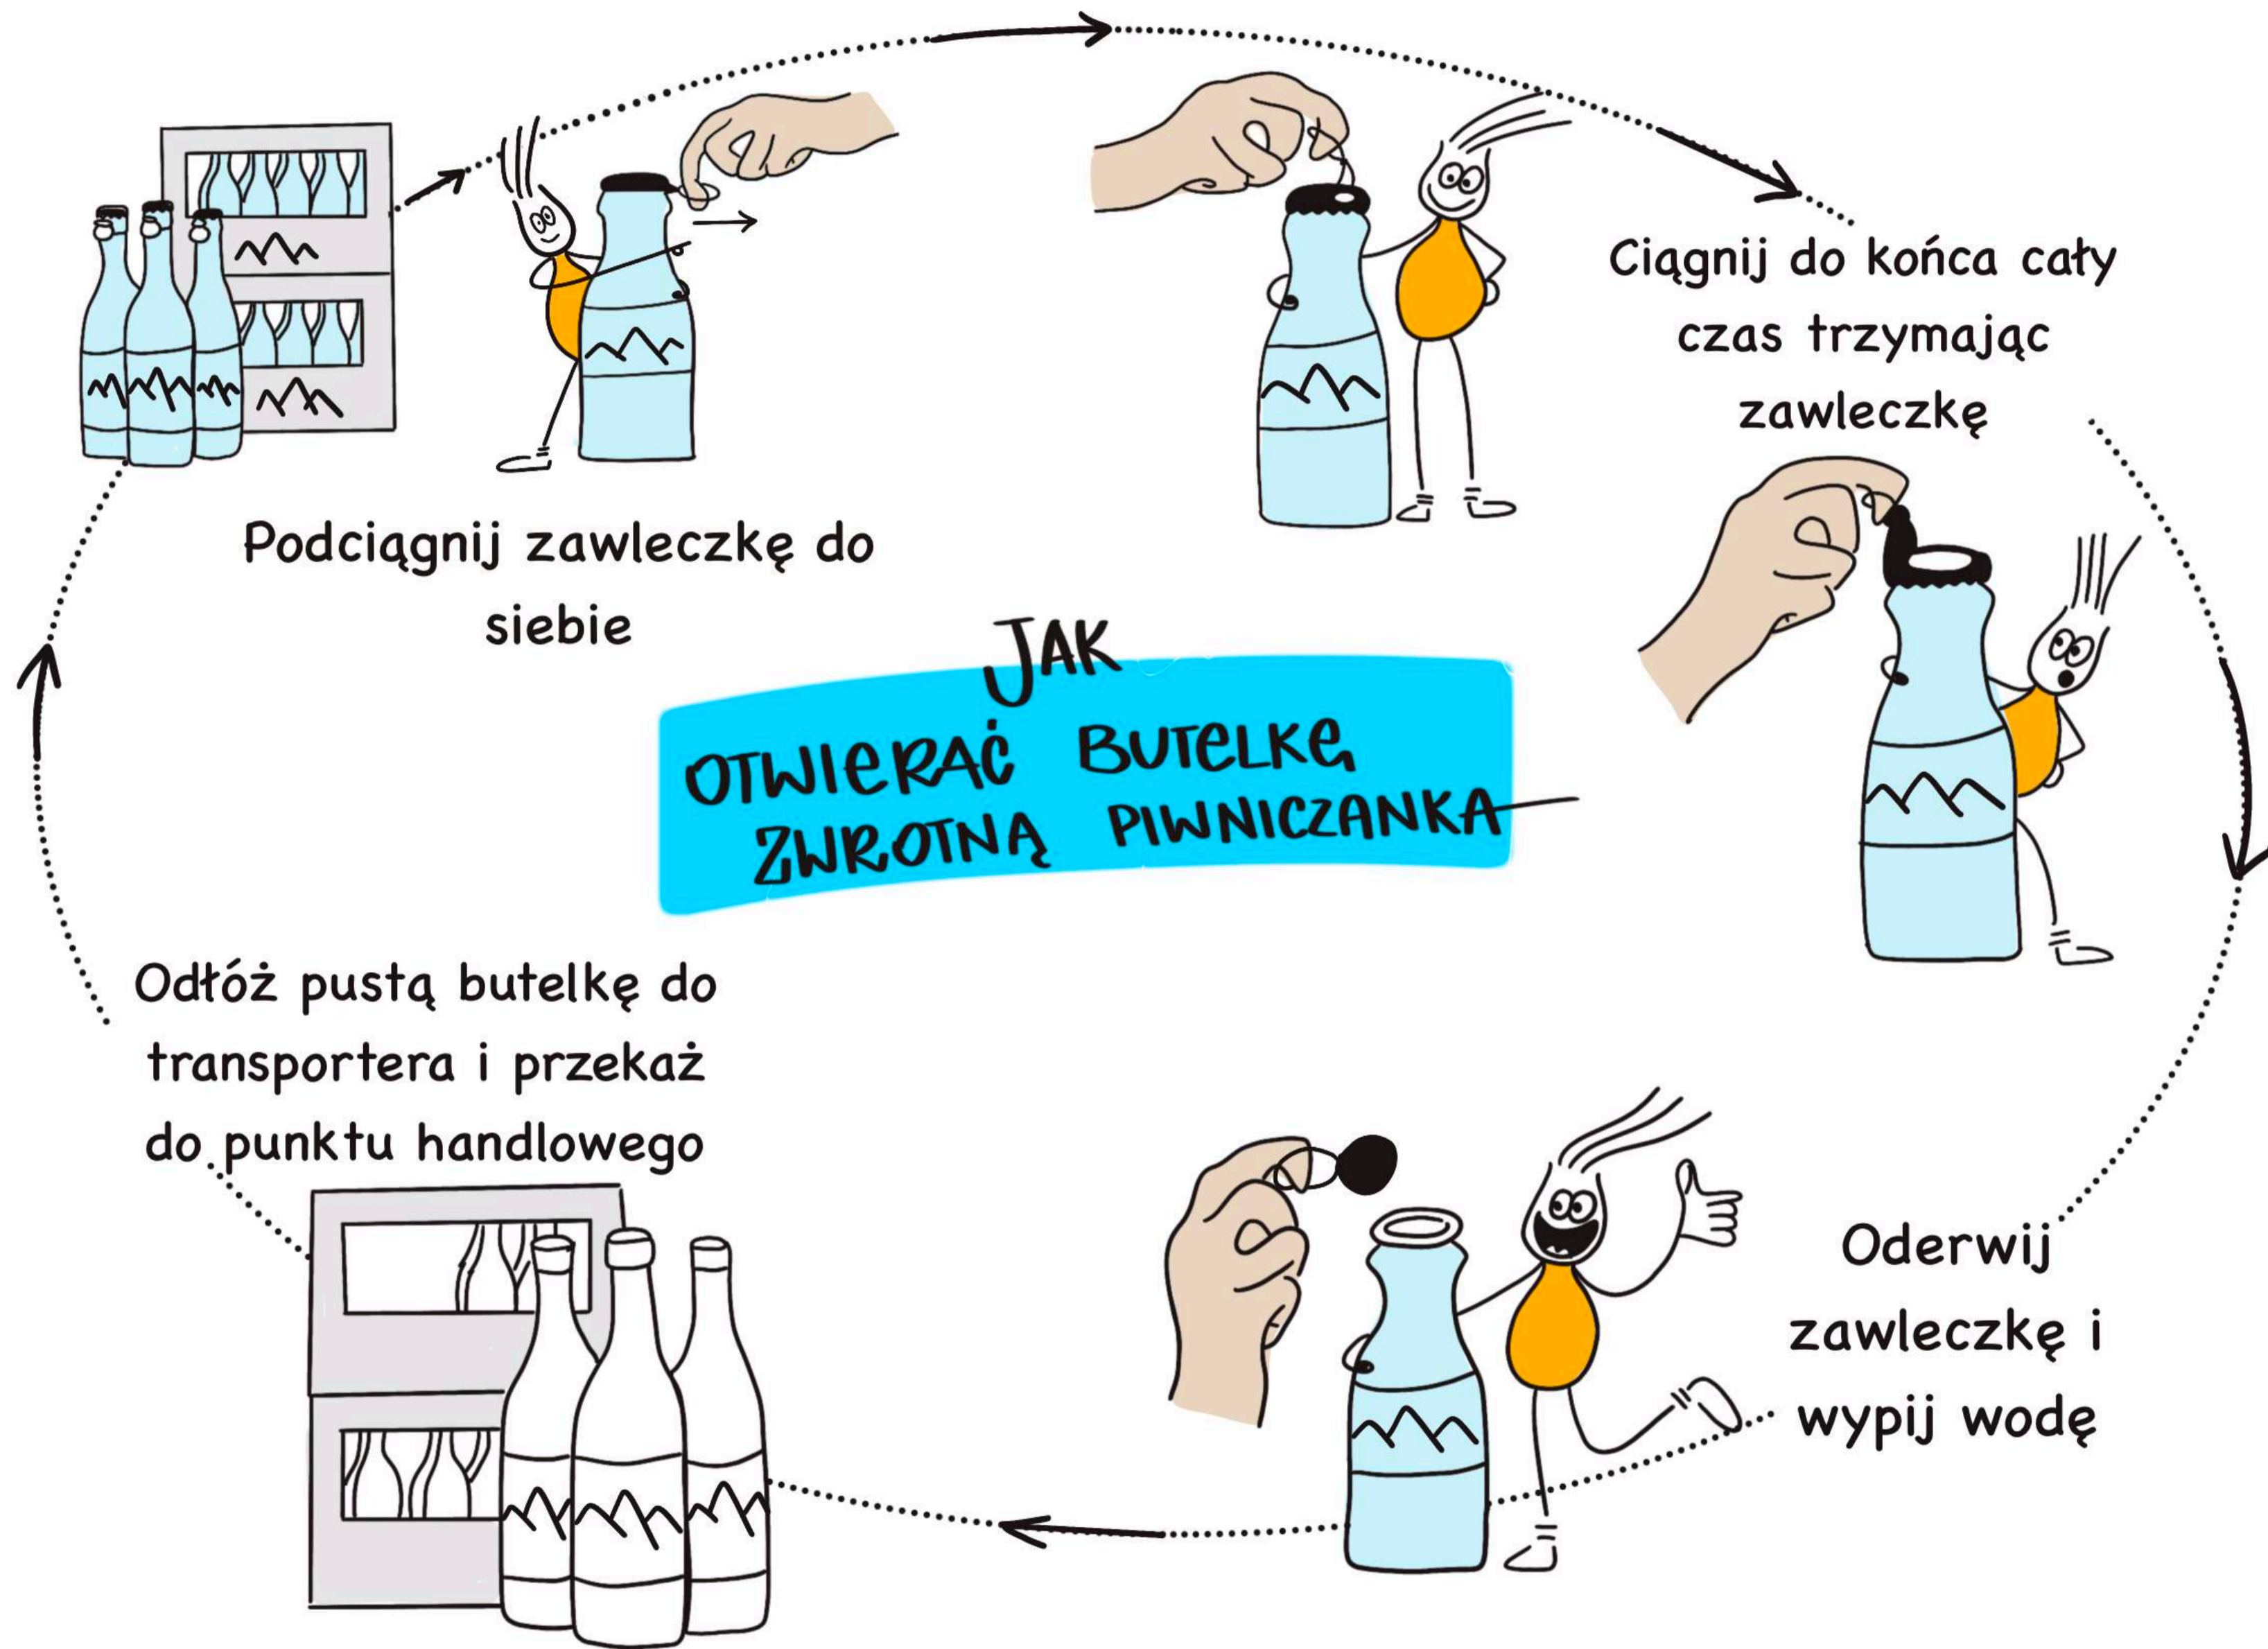 Podciągnij zawleczkę do
siebie
Ciągnij do końca cały
czas trzymając
zawleczkę
JAK
OTWIERAĆ BUTELKĘ
ZWROTNĄ PIWNICZANKA
Oderwij
zawleczkę i
wypij wodę
Odłóż pustą butelkę do
transportera i przekaż
do punktu handlowego